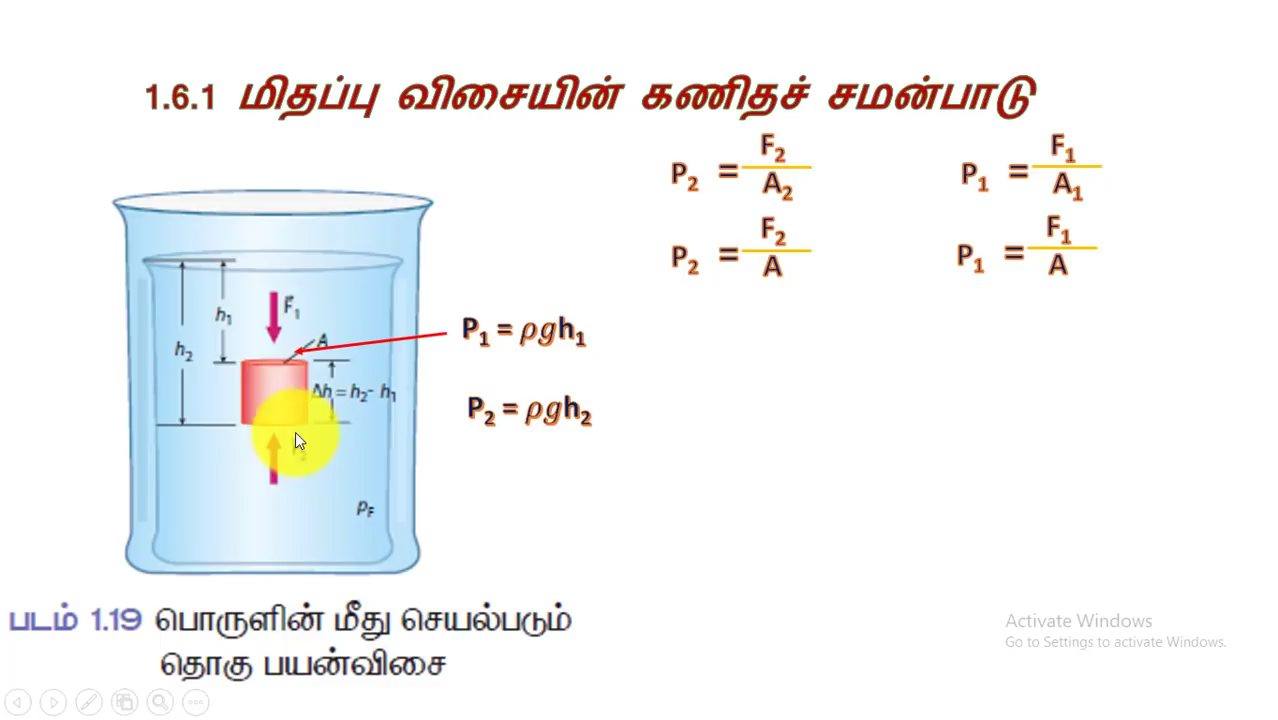 1.6.1 மிதப்பு விசையின் கணிதச் சமன்பாடு
P₂ = F₂ / A₂
P₁ = F₁ / A₁
P₂ = F₂ / A
P₁ = F₁ / A
F₁
h₁
A
h₂
Δh = h₂ - h₁
P₁ = ρgh₁
P₂ = ρgh₂
ρF
படம் 1.19 பொருளின் மீது செயல்படும்
தொகு பயன்விசை
Activate Windows
Go to Settings to activate Windows.